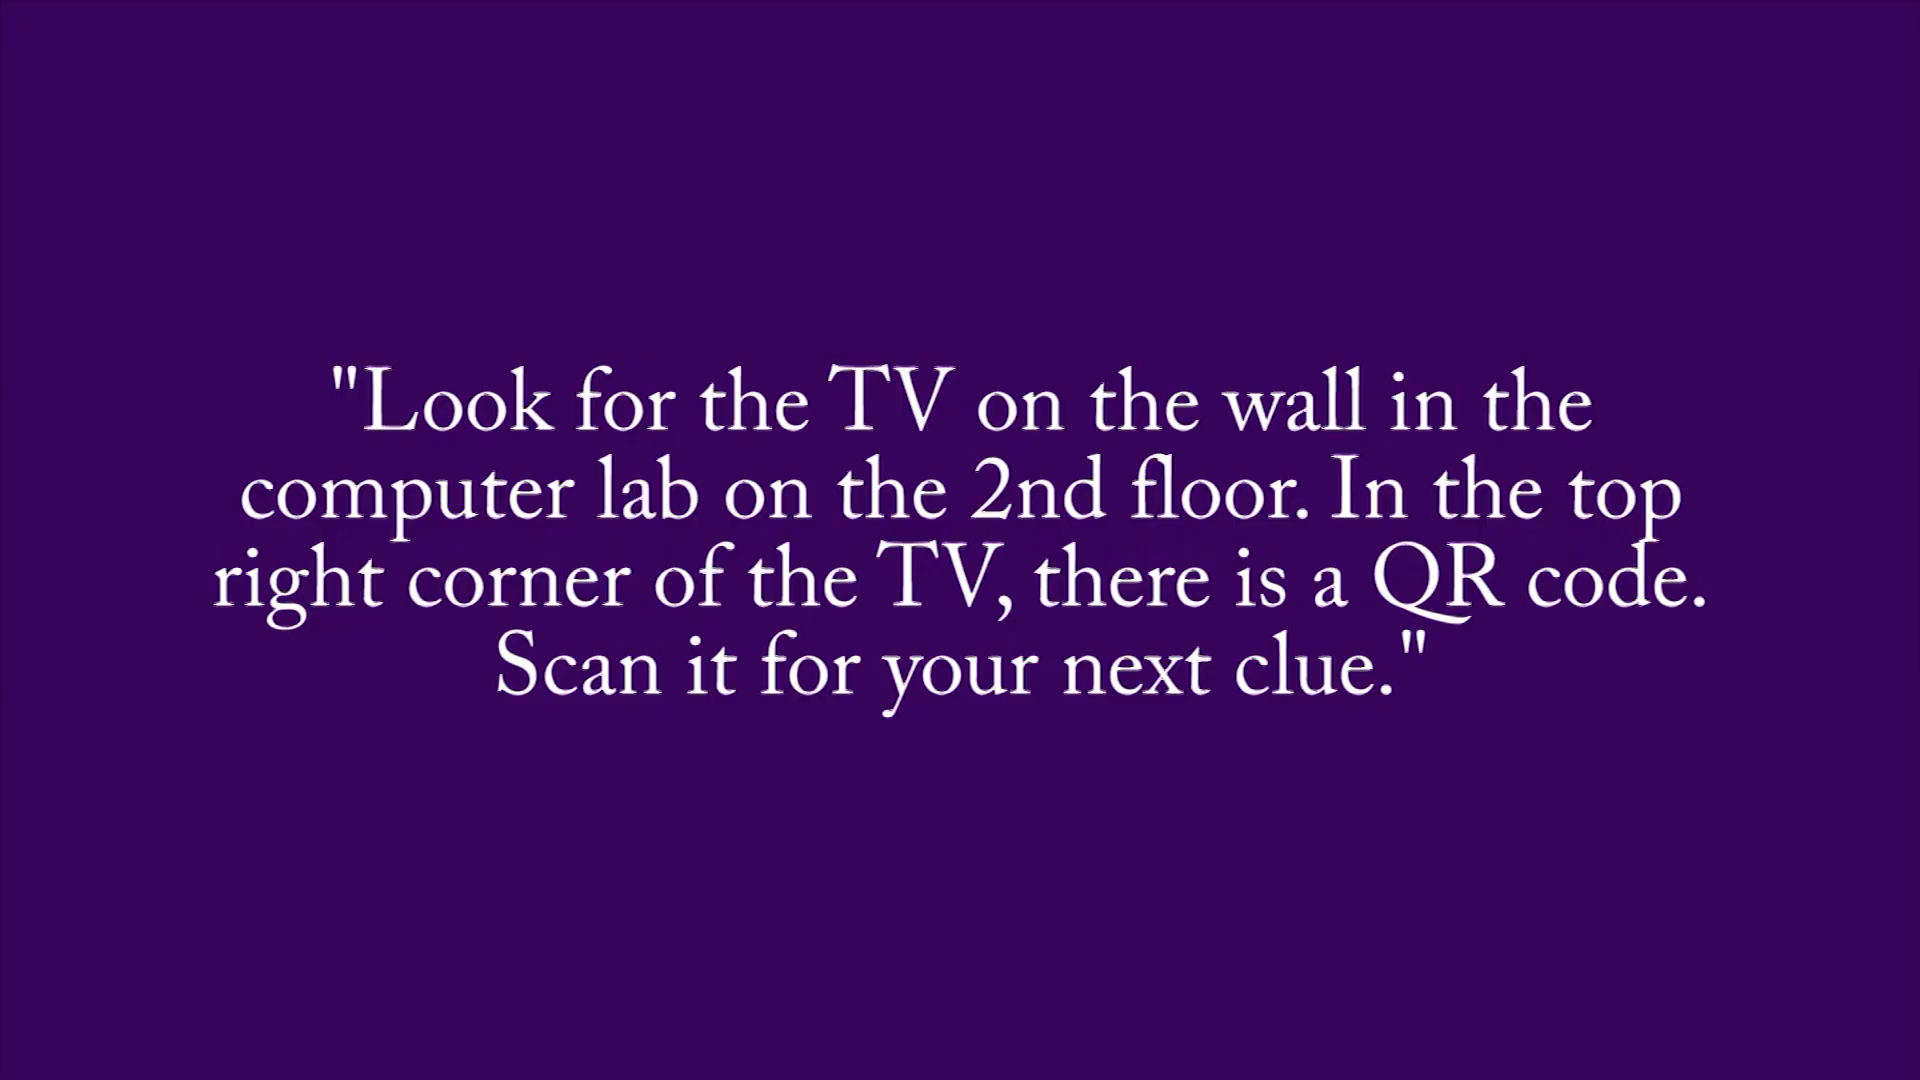 "Look for the TV on the wall in the
computer lab on the 2nd floor. In the top
right corner of the TV, there is a QR code.
Scan it for your next clue."